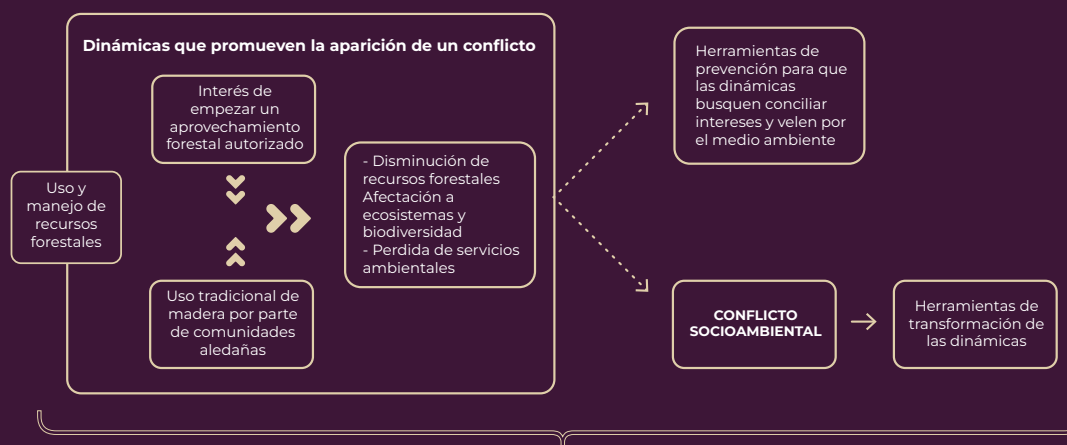 Dinámicas que promueven la aparición de un conflicto
Uso y
manejo de
recursos
forestales
Interés de
empezar un
aprovechamiento
forestal autorizado
Uso tradicional de
madera por parte
de comunidades
aledañas
- Disminución de
recursos forestales
Afectación a
ecosistemas y
biodiversidad
- Perdida de servicios
ambientales
Herramientas de
prevención para que
las dinámicas
busquen conciliar
intereses y velen por
el medio ambiente
CONFLICTO
SOCIOAMBIENTAL
Herramientas de
transformación de
las dinámicas